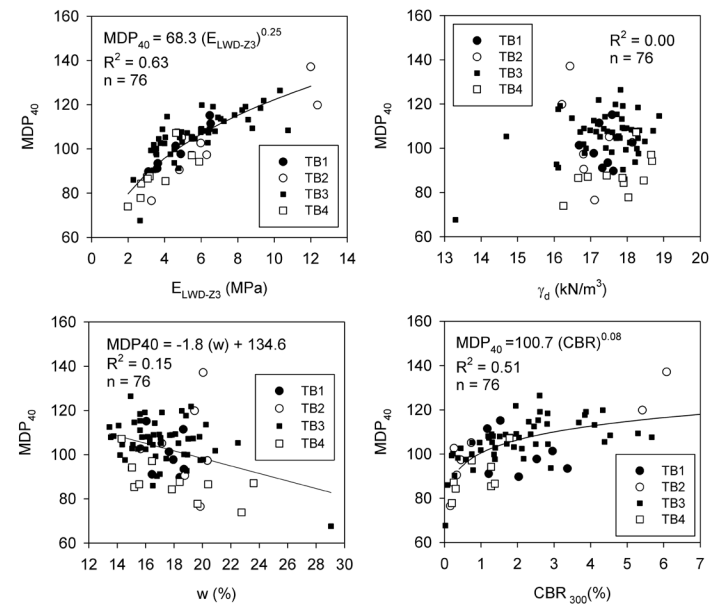 MDP40 = 68.3 (ELWD-Z3)^0.25
R2 = 0.63
n = 76
TB1
TB2
TB3
TB4
MDP40
160
140
120
100
80
60
0 2 4 6 8 10 12 14
ELWD-Z3 (MPa)
TB1
TB2
TB3
TB4
R2 = 0.00
n = 76
MDP40
160
140
120
100
80
60
13 14 15 16 17 18 19 20
γd (kN/m3)
MDP40 = -1.8 (w) + 134.6
R2 = 0.15
n = 76
TB1
TB2
TB3
TB4
MDP40
160
140
120
100
80
60
12 14 16 18 20 22 24 26 28 30
w (%)
MDP40 =100.7 (CBR)^0.08
R2 = 0.51
n = 76
TB1
TB2
TB3
TB4
MDP40
160
140
120
100
80
60
0 1 2 3 4 5 6 7
CBR300(%)